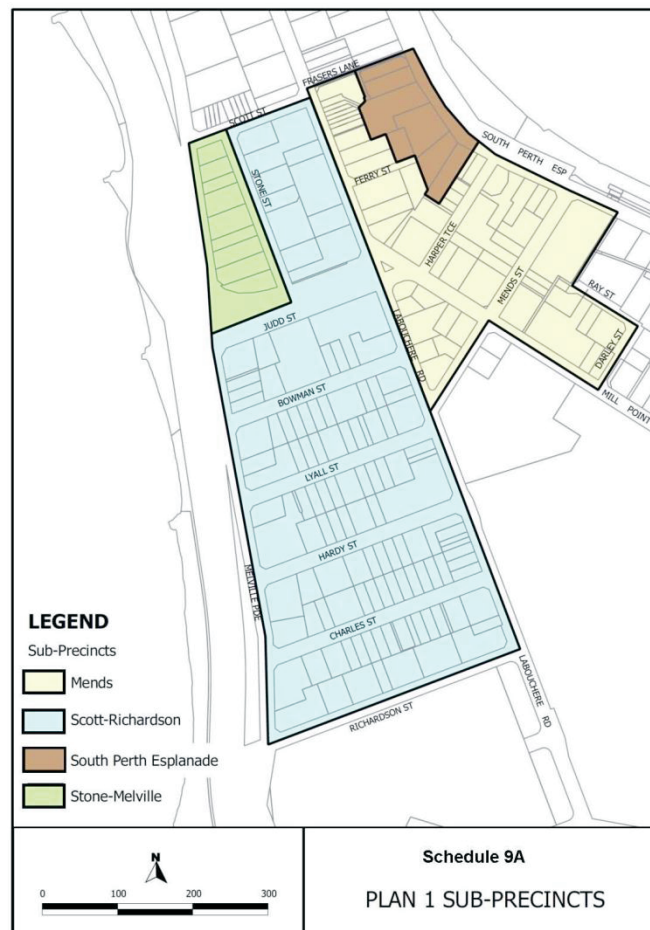 FRASERS LANE
SCOTT ST
SOUTH PERTH ESP
STONE ST
FERRY ST
HARPER TCE
MENDS ST
RAY ST
JUDD ST
LABOUCHERE RD
DARLEY ST
MILL POINT
BOWMAN ST
LYALL ST
HARDY ST
MELVILLE PDE
CHARLES ST
LABOUCHERE RD
RICHARDSON ST
LEGEND
Sub-Precincts
Mends
Scott-Richardson
South Perth Esplanade
Stone-Melville
N
0 100 200 300
Schedule 9A
PLAN 1 SUB-PRECINCTS